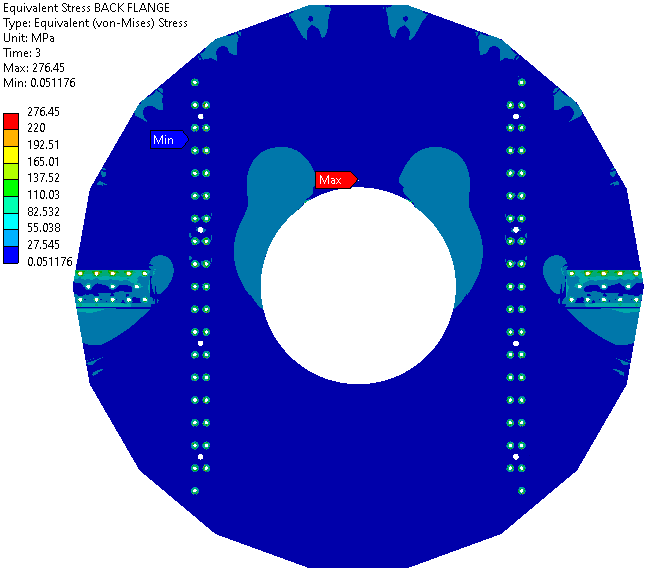 Equivalent Stress BACK FLANGE
Type: Equivalent (von-Mises) Stress
Unit: MPa
Time: 3
Max: 276.45
Min: 0.051176
276.45
220
192.51
165.01
137.52
110.03
82.532
55.038
27.545
0.051176
Min
Max